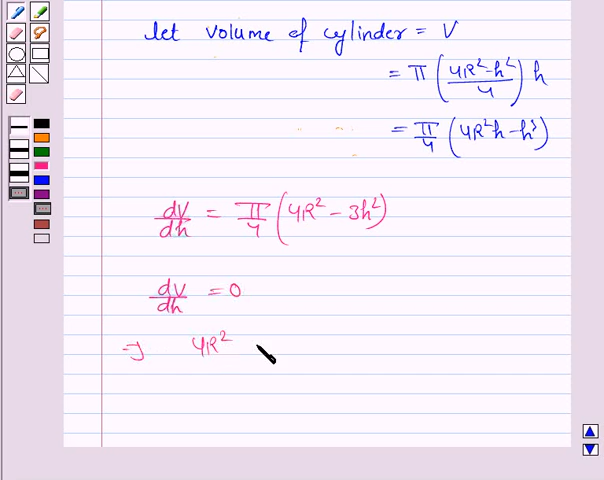 let volume of cylinder = V
= π (4R² - h² / 4) h
= π/4 (4R²h - h³)
dV/dh = π/4 (4R² - 3h²)
dV/dh = 0
⇒ 4R²